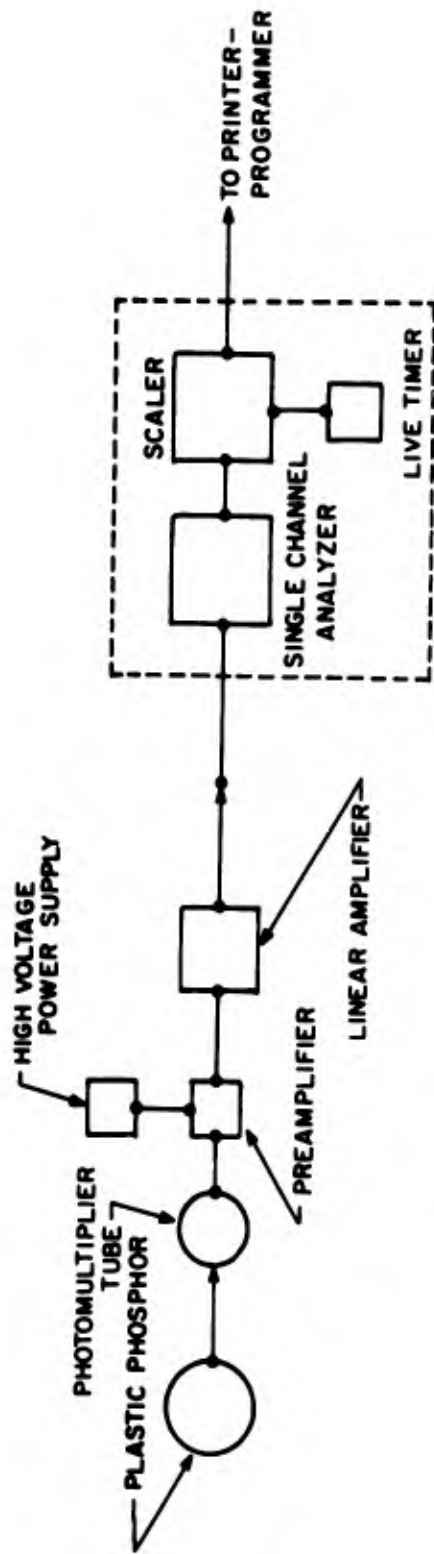 PLASTIC PHOSPHOR
PHOTOMULTIPLIER
TUBE
HIGH VOLTAGE
POWER SUPPLY
PREAMPLIFIER
LINEAR AMPLIFIER
SINGLE CHANNEL
ANALYZER
SCALER
LIVE TIMER
TO PRINTER-
PROGRAMMER